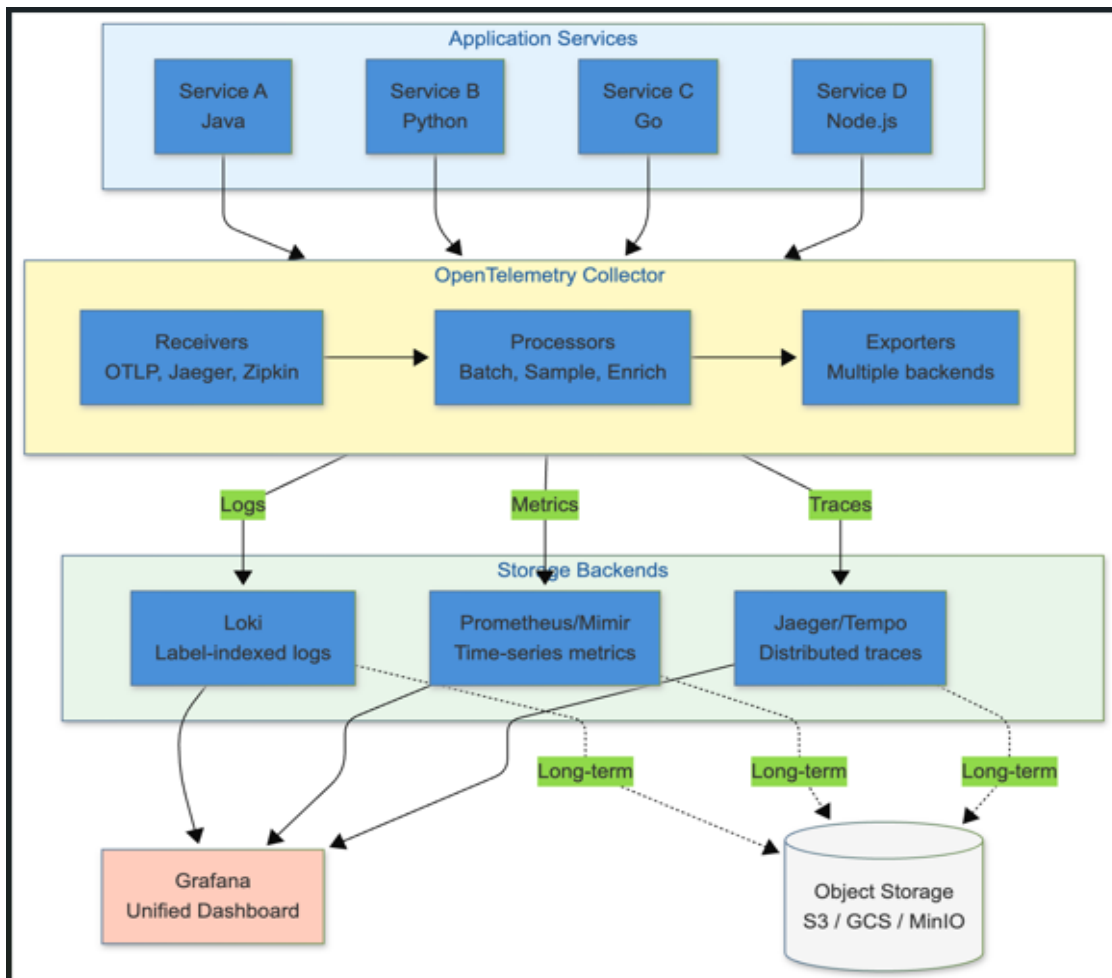 Application Services
Service A
Java
Service B
Python
Service C
Go
Service D
Node.js
OpenTelemetry Collector
Receivers
OTLP, Jaeger, Zipkin
Processors
Batch, Sample, Enrich
Exporters
Multiple backends
Logs
Metrics
Traces
Storage Backends
Loki
Label-indexed logs
Prometheus/Mimir
Time-series metrics
Jaeger/Tempo
Distributed traces
Long-term
Long-term
Long-term
Grafana
Unified Dashboard
Object Storage
S3 / GCS / MinIO